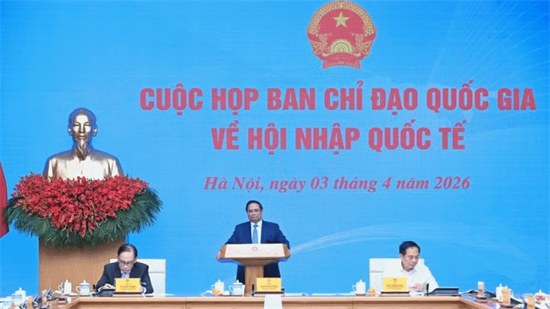 CUỘC HỌP BAN CHỈ ĐẠO QUỐC GIA
VỀ HỘI NHẬP QUỐC TẾ
Hà Nội, ngày 03 tháng 4 năm 2026